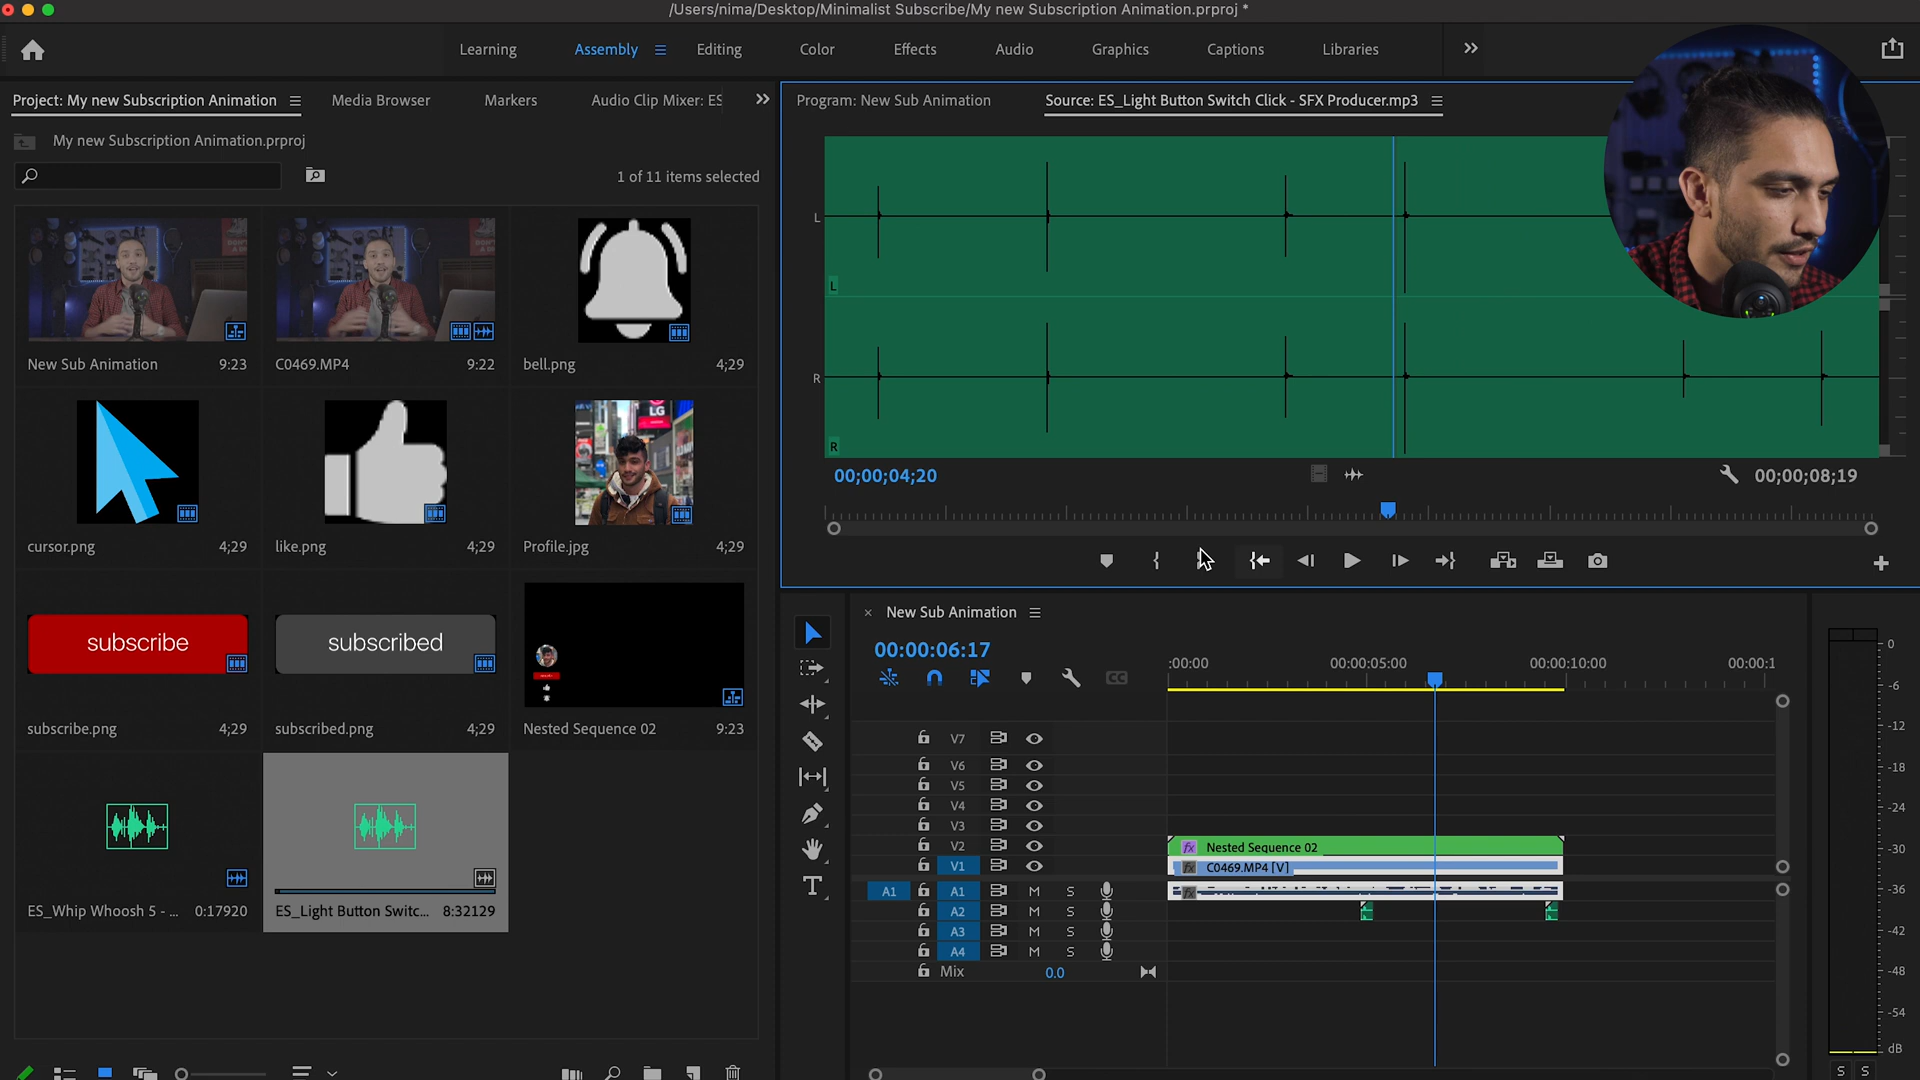 /Users/nima/Desktop/Minimalist Subscribe/My new Subscription Animation.prproj *
Learning
Assembly
Editing
Color
Effects
Audio
Graphics
Captions
Libraries
Project: My new Subscription Animation
Media Browser
Markers
Audio Clip Mixer: ES
My new Subscription Animation.prproj
1 of 11 items selected
New Sub Animation 9:23
C0469.MP4 9:22
bell.png 4;29
LG
cursor.png 4;29
like.png 4;29
Profile.jpg 4;29
subscribe
subscribed
subscribe.png 4;29
subscribed.png 4;29
Nested Sequence 02 9:23
ES_Whip Whoosh 5 - ... 0:17920
ES_Light Button Switc... 8:32129
Program: New Sub Animation
Source: ES_Light Button Switch Click - SFX Producer.mp3
L
L
R
R
00;00;04;20
00;00;08;19
New Sub Animation
00:00:06:17
:00:00
00:00:05:00
00:00:10:00
00:00:1
CC
V7
V6
V5
V4
V3
V2
V1
A1 A1 M S
A2 M S
A3 M S
A4 M S
Mix 0.0
fx Nested Sequence 02
fx C0469.MP4 [V]
fx
0
-6
-12
-18
-24
-30
-36
-42
-48
-54
dB
S S